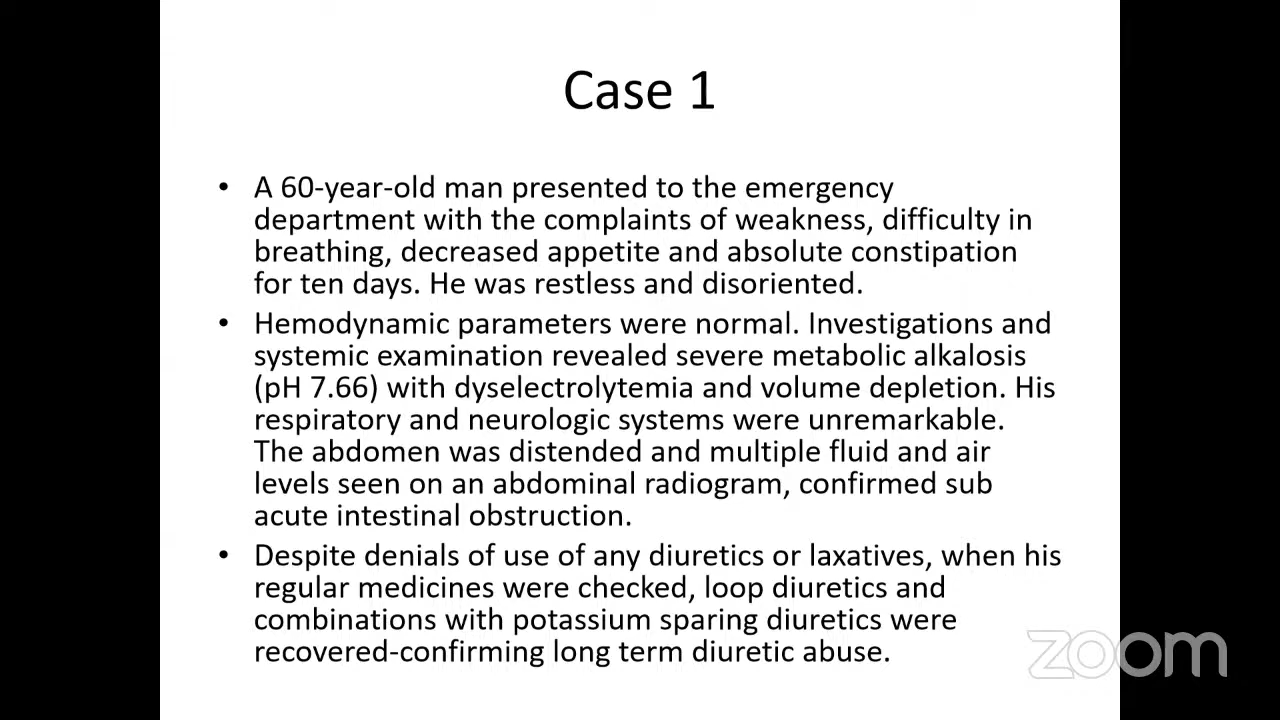 Case 1
• A 60-year-old man presented to the emergency
department with the complaints of weakness, difficulty in
breathing, decreased appetite and absolute constipation
for ten days. He was restless and disoriented.
• Hemodynamic parameters were normal. Investigations and
systemic examination revealed severe metabolic alkalosis
(pH 7.66) with dyselectrolytemia and volume depletion. His
respiratory and neurologic systems were unremarkable.
The abdomen was distended and multiple fluid and air
levels seen on an abdominal radiogram, confirmed sub
acute intestinal obstruction.
• Despite denials of use of any diuretics or laxatives, when his
regular medicines were checked, loop diuretics and
combinations with potassium sparing diuretics were
recovered-confirming long term diuretic abuse.
zoom